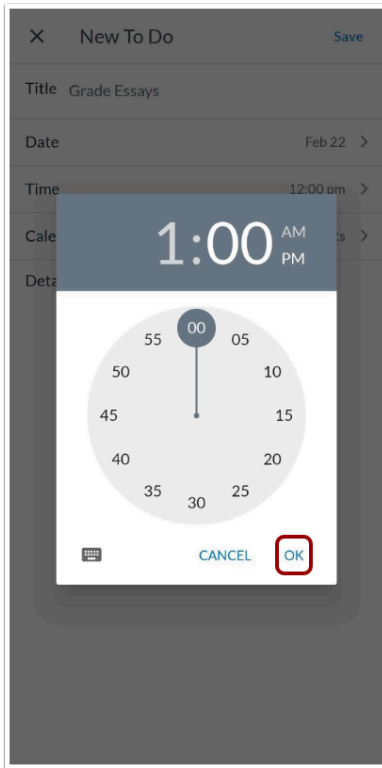 New To Do Save
Title Grade Essays
Date Feb 22
Time 12:00 pm
Cale
Deta
1:00 AM
PM
00
55 05
50 10
45 15
40 20
35 25
30
CANCEL OK